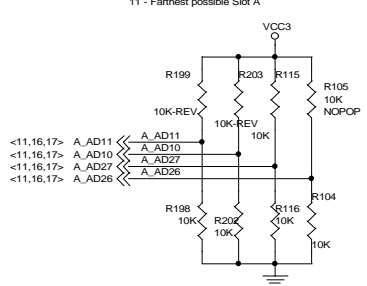 11 - Farthest possible Slot A
VCC3
R199
R203
R115
R105
10K
NOPOP
10K-REV
10K-REV
10K
<11,16,17> A_AD11
A_AD11
<11,16,17> A_AD10
A_AD10
<11,16,17> A_AD27
A_AD27
<11,16,17> A_AD26
A_AD26
R198
10K
R202
10K
R116
10K
R104
10K